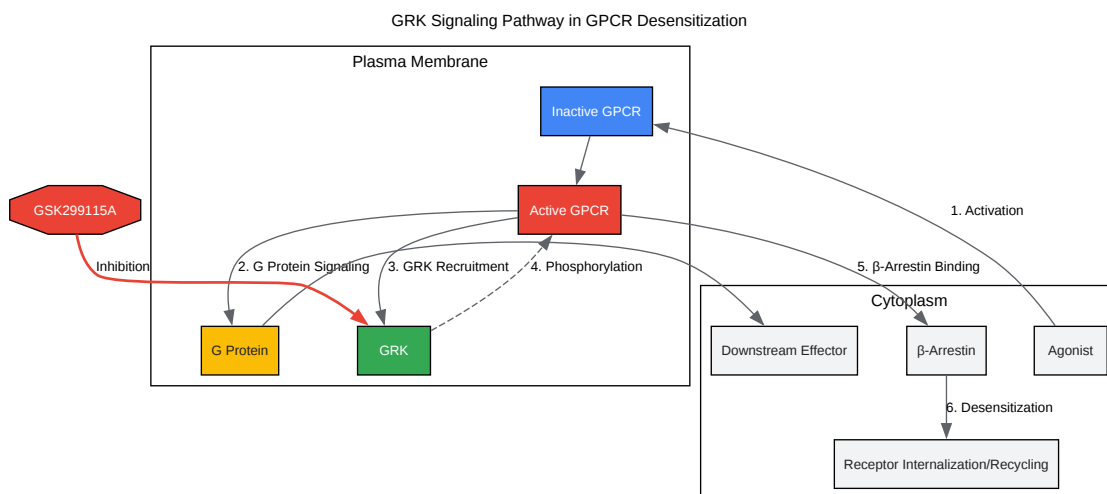 GRK Signaling Pathway in GPCR Desensitization
Plasma Membrane
Inactive GPCR
GSK299115A
Active GPCR
1. Activation
Inhibition
2. G Protein Signaling
3. GRK Recruitment
4. Phosphorylation
5. β-Arrestin Binding
Cytoplasm
G Protein
GRK
Downstream Effector
β-Arrestin
Agonist
6. Desensitization
Receptor Internalization/Recycling